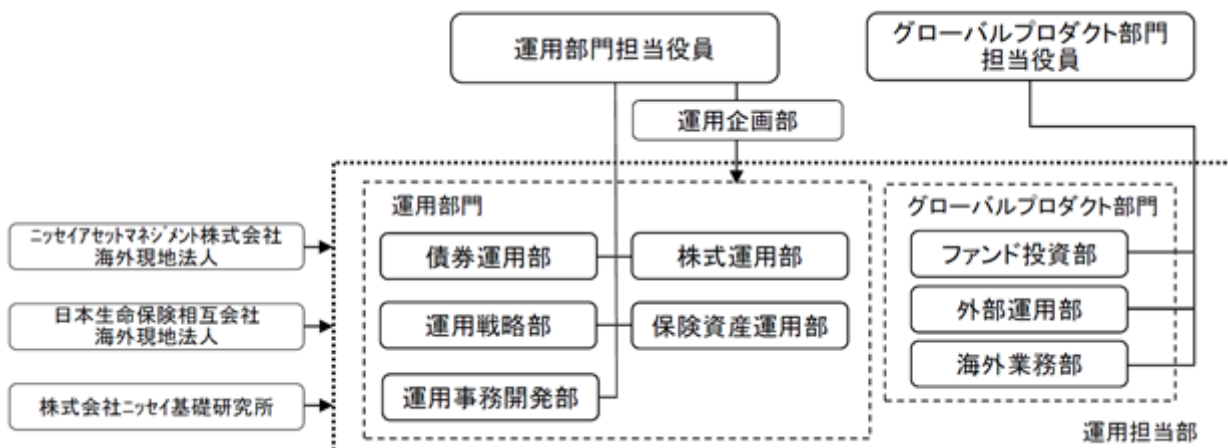 運用部門担当役員
グローバルプロダクト部門
担当役員
運用企画部
運用部門
グローバルプロダクト部門
ニッセイアセットマネジメント株式会社
海外現地法人
債券運用部
株式運用部
ファンド投資部
日本生命保険相互会社
海外現地法人
運用戦略部
保険資産運用部
外部運用部
海外業務部
株式会社ニッセイ基礎研究所
運用事務開発部
運用担当部